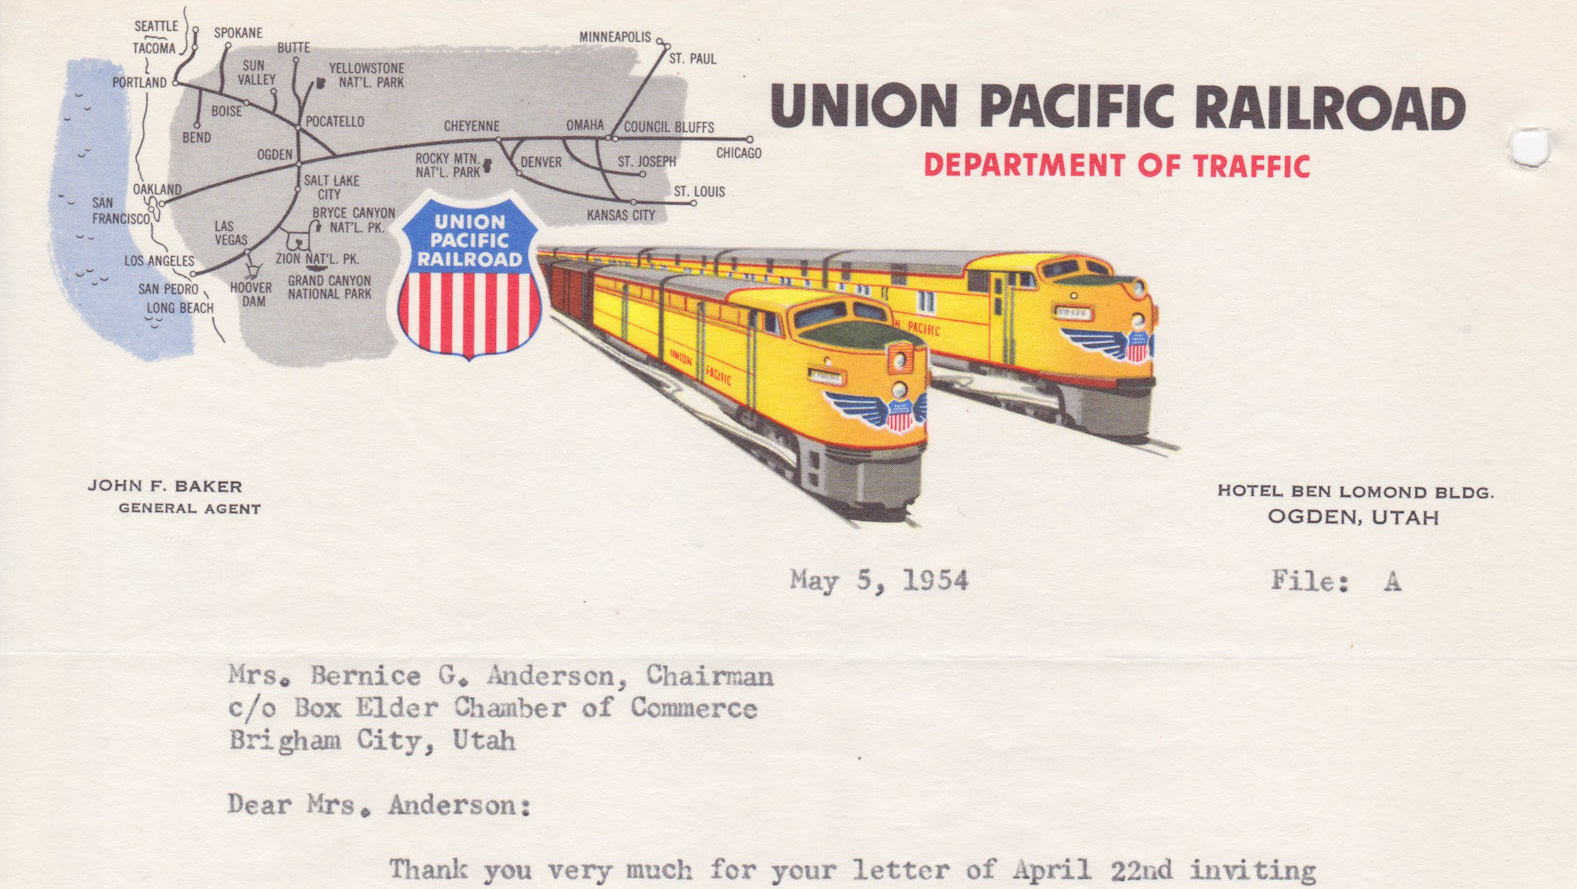 SEATTLE
TACOMA
SPOKANE
BUTTE
SUN
VALLEY
YELLOWSTONE
NAT'L. PARK
PORTLAND
BOISE
POCATELLO
BEND
OGDEN
MINNEAPOLIS
ST. PAUL
CHEYENNE
OMAHA
COUNCIL BLUFFS
CHICAGO
ROCKY MTN.
NAT'L. PARK
DENVER
ST. JOSEPH
ST. LOUIS
KANSAS CITY
OAKLAND
SAN
FRANCISCO
SALT LAKE
CITY
BRYCE CANYON
NAT'L. PK.
LAS
VEGAS
ZION NAT'L. PK.
LOS ANGELES
SAN PEDRO
LONG BEACH
HOOVER
DAM
GRAND CANYON
NATIONAL PARK
UNION
PACIFIC
RAILROAD
UNION PACIFIC RAILROAD
DEPARTMENT OF TRAFFIC
UNION PACIFIC
N PACIFIC
JOHN F. BAKER
GENERAL AGENT
HOTEL BEN LOMOND BLDG.
OGDEN, UTAH
May 5, 1954
File: A
Mrs. Bernice G. Anderson, Chairman
c/o Box Elder Chamber of Commerce
Brigham City, Utah
Dear Mrs. Anderson:
Thank you very much for your letter of April 22nd inviting